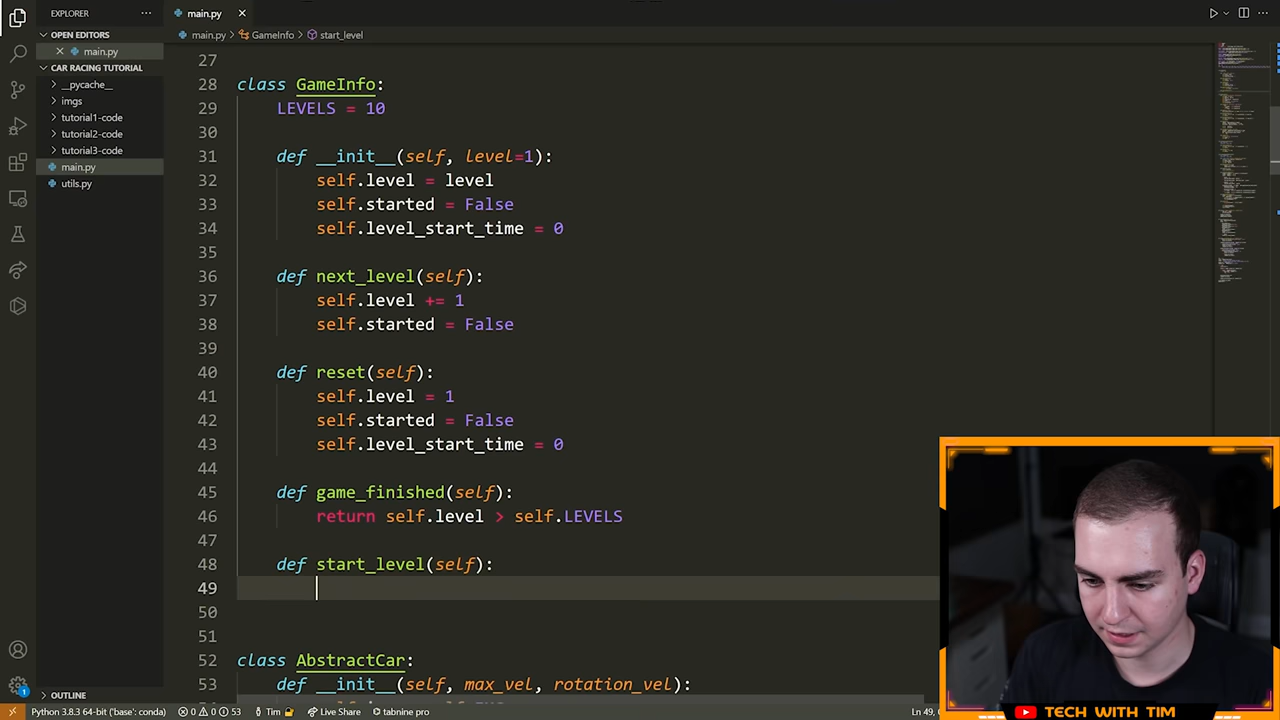 EXPLORER
main.py
OPEN EDITORS
main.py
main.py > GameInfo > start_level
CAR RACING TUTORIAL
__pycache__
imgs
tutorial1-code
tutorial2-code
tutorial3-code
main.py
utils.py
27
28 class GameInfo:
29 LEVELS = 10
30
31 def __init__(self, level=1):
32 self.level = level
33 self.started = False
34 self.level_start_time = 0
35
36 def next_level(self):
37 self.level += 1
38 self.started = False
39
40 def reset(self):
41 self.level = 1
42 self.started = False
43 self.level_start_time = 0
44
45 def game_finished(self):
46 return self.level > self.LEVELS
47
48 def start_level(self):
49
50
51
52 class AbstractCar:
53 def __init__(self, max_vel, rotation_vel):
OUTLINE
1
Python 3.8.3 64-bit ('base': conda) 0 0 53 Tim Live Share tabnine pro Ln 49,
TECH WITH TIM